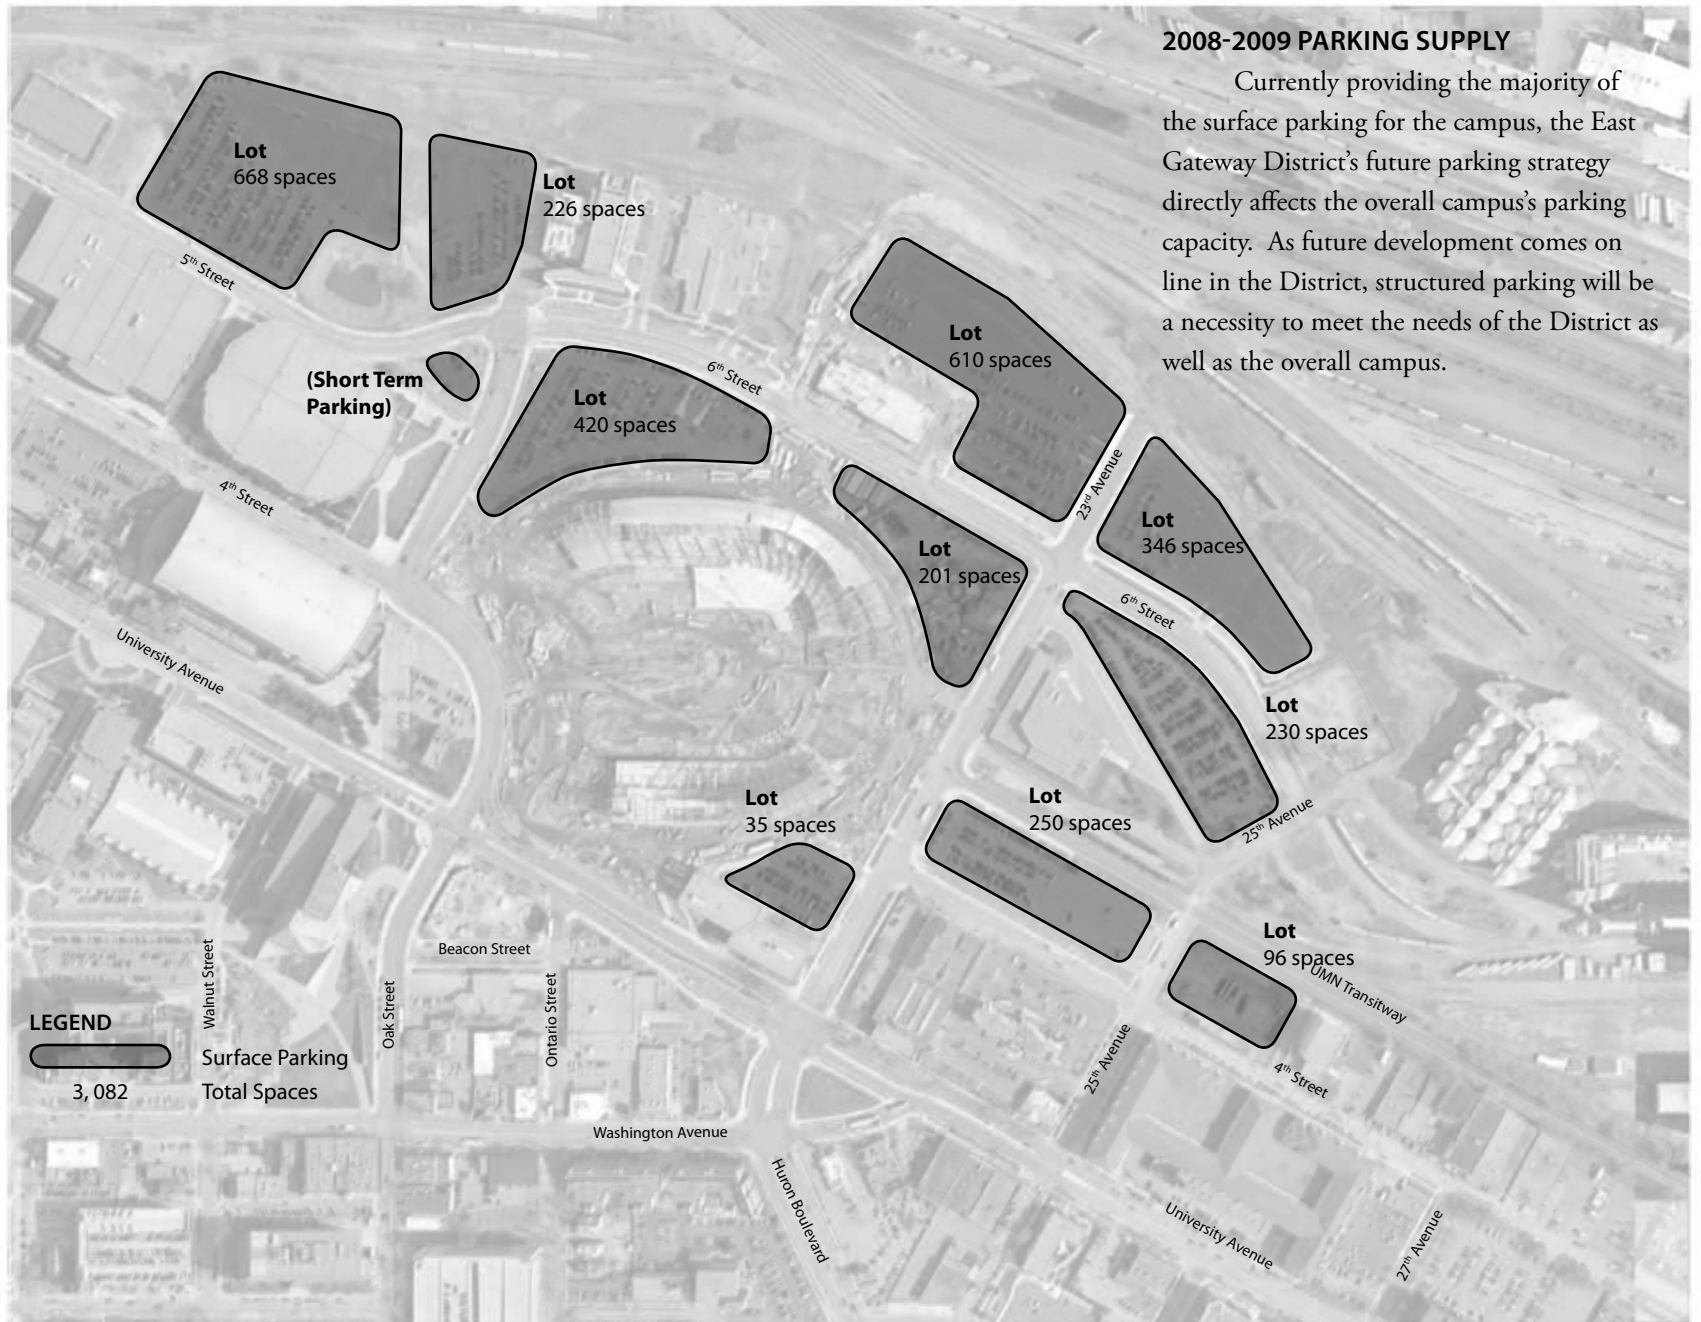 2008-2009 PARKING SUPPLY
Currently providing the majority of
the surface parking for the campus, the East
Gateway District's future parking strategy
directly affects the overall campus's parking
capacity.  As future development comes on
line in the District, structured parking will be
a necessity to meet the needs of the District as
well as the overall campus.
Lot
668 spaces
Lot
226 spaces
5th Street
(Short Term
Parking)
Lot
420 spaces
6th Street
Lot
610 spaces
23rd Avenue
4th Street
Lot
201 spaces
Lot
346 spaces
6th Street
University Avenue
Lot
230 spaces
Lot
35 spaces
Lot
250 spaces
25th Avenue
Lot
96 spaces
UMN Transitway
Beacon Street
Walnut Street
Oak Street
Ontario Street
25th Avenue
4th Street
LEGEND
Surface Parking
3, 082 Total Spaces
Washington Avenue
Huron Boulevard
University Avenue
27th Avenue